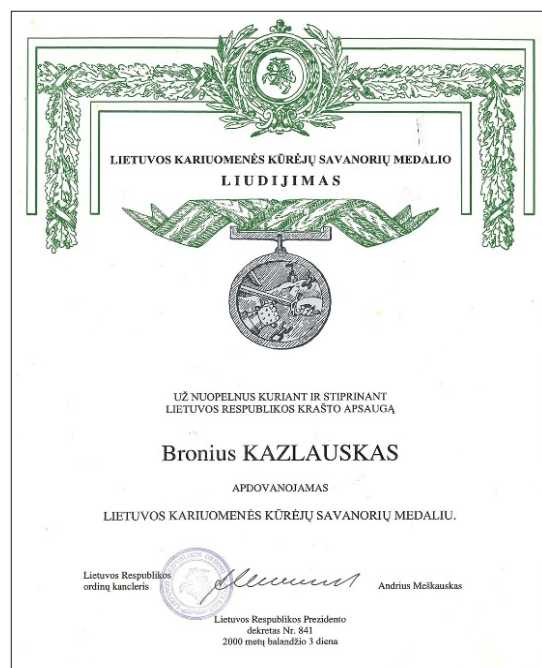 LIETUVOS KARIUOMENĖS KŪRĖJŲ SAVANORIŲ MEDALIO
LIUDIJIMAS
UŽ NUOPELNUS KURIANT IR STIPRINANT
LIETUVOS RESPUBLIKOS KRAŠTO APSAUGĄ
Bronius KAZLAUSKAS
APDOVANOJAMAS
LIETUVOS KARIUOMENĖS KŪRĖJŲ SAVANORIŲ MEDALIU.
Lietuvos Respublikos
ordinų kancleris
Andrius Meškauskas
Lietuvos Respublikos Prezidento
dekretas Nr. 841
2000 metų balandžio 3 diena